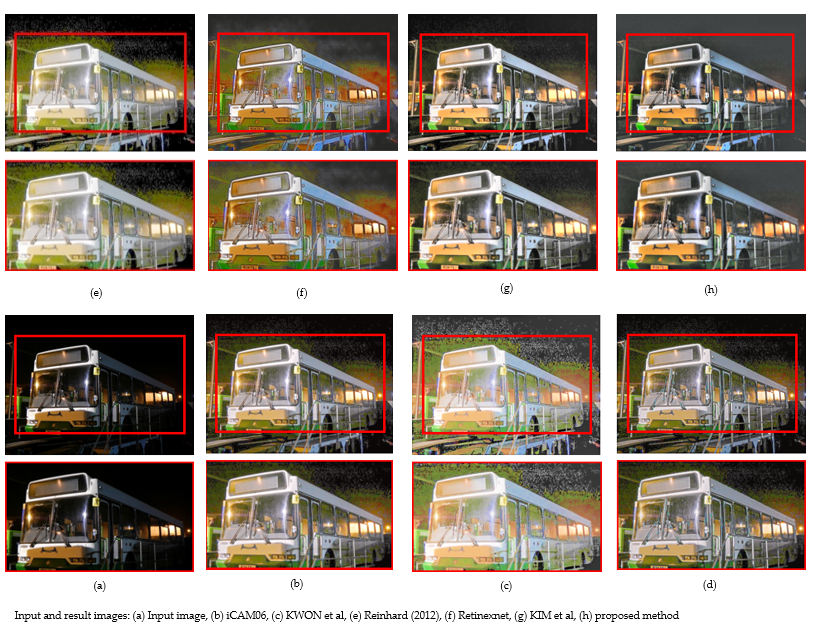 (e) (f) (g) (h)
(a) (b) (c) (d)
Input and result images: (a) Input image, (b) iCAM06, (c) KWON et al, (e) Reinhard (2012), (f) Retinexnet, (g) KIM et al, (h) proposed method